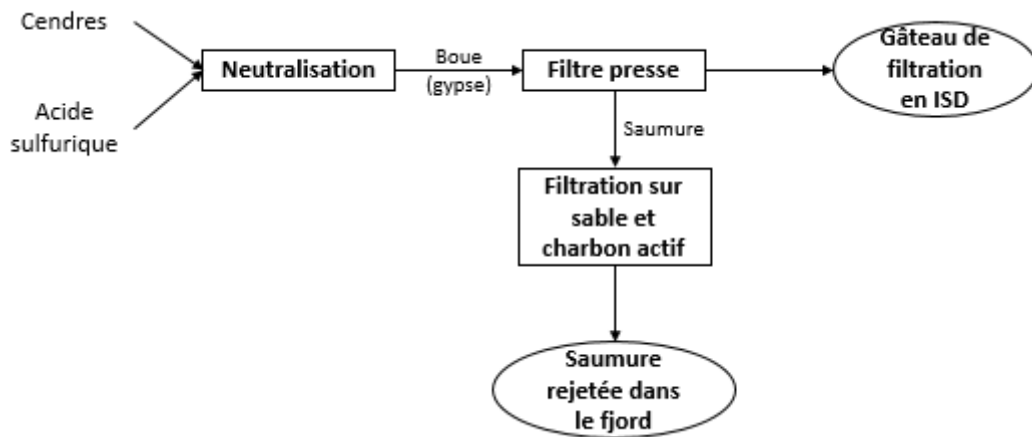 Cendres
Acide
sulfurique
Neutralisation
Boue
(gypse)
Filtre presse
Gâteau de
filtration
en ISD
Saumure
Filtration sur
sable et
charbon actif
Saumure
rejetée dans
le fjord